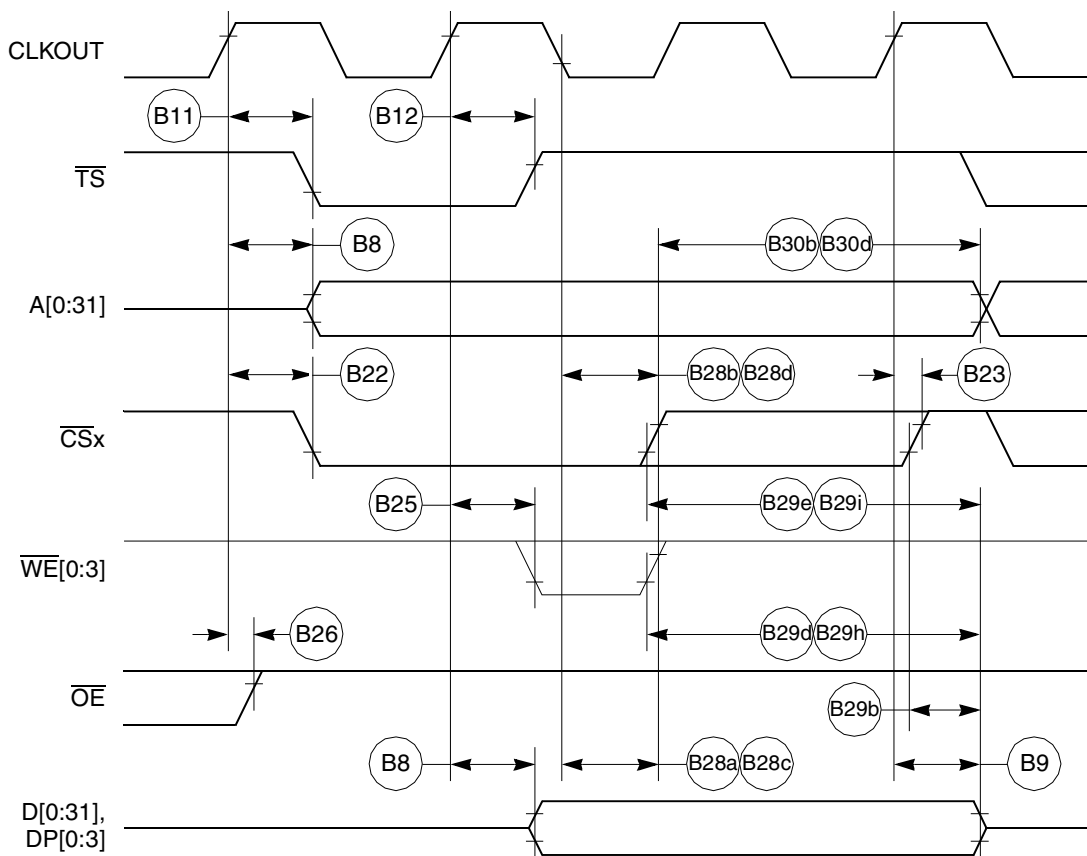 CLKOUT
B11
B12
TS
B8
B30b B30d
A[0:31]
B22
B28b B28d
B23
CSx
B25
B29e B29i
WE[0:3]
B26
B29d B29h
OE
B29b
B8
B28a B28c
B9
D[0:31],
DP[0:3]